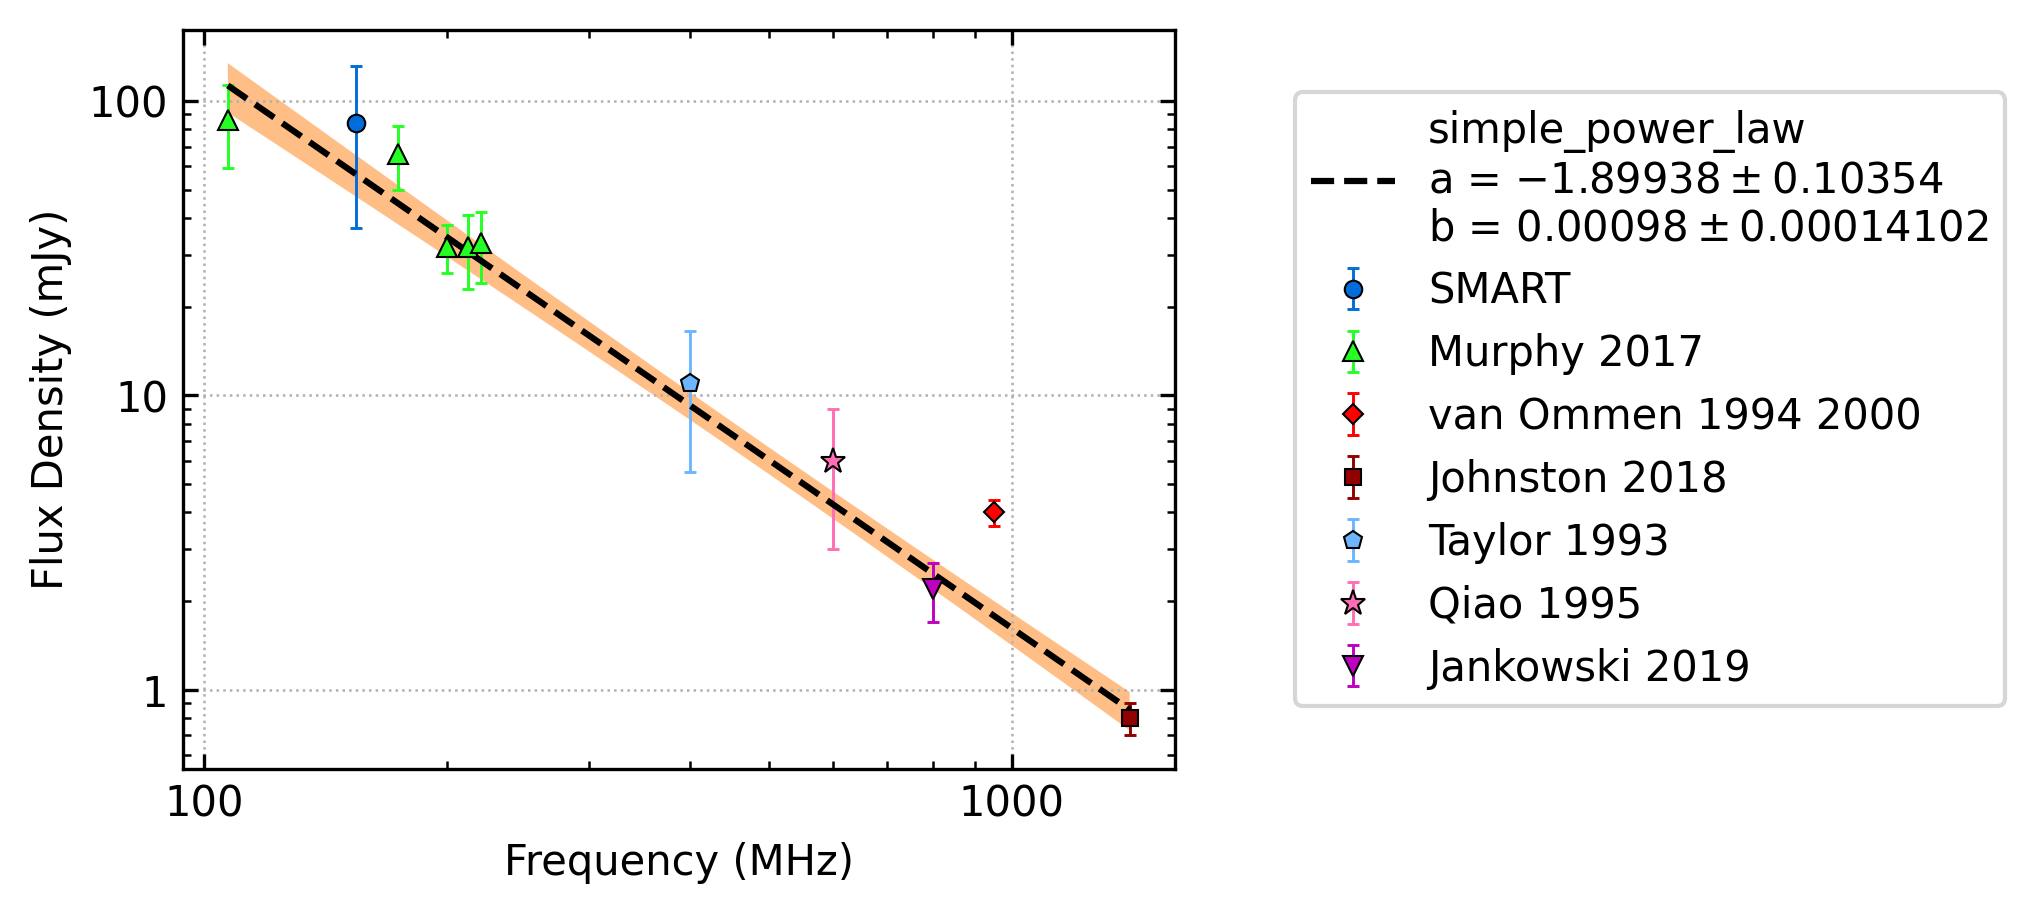 100
10
1
Flux Density (mJy)
100
1000
Frequency (MHz)
simple_power_law
a = −1.89938 ± 0.10354
b = 0.00098 ± 0.00014102
SMART
Murphy 2017
van Ommen 1994 2000
Johnston 2018
Taylor 1993
Qiao 1995
Jankowski 2019